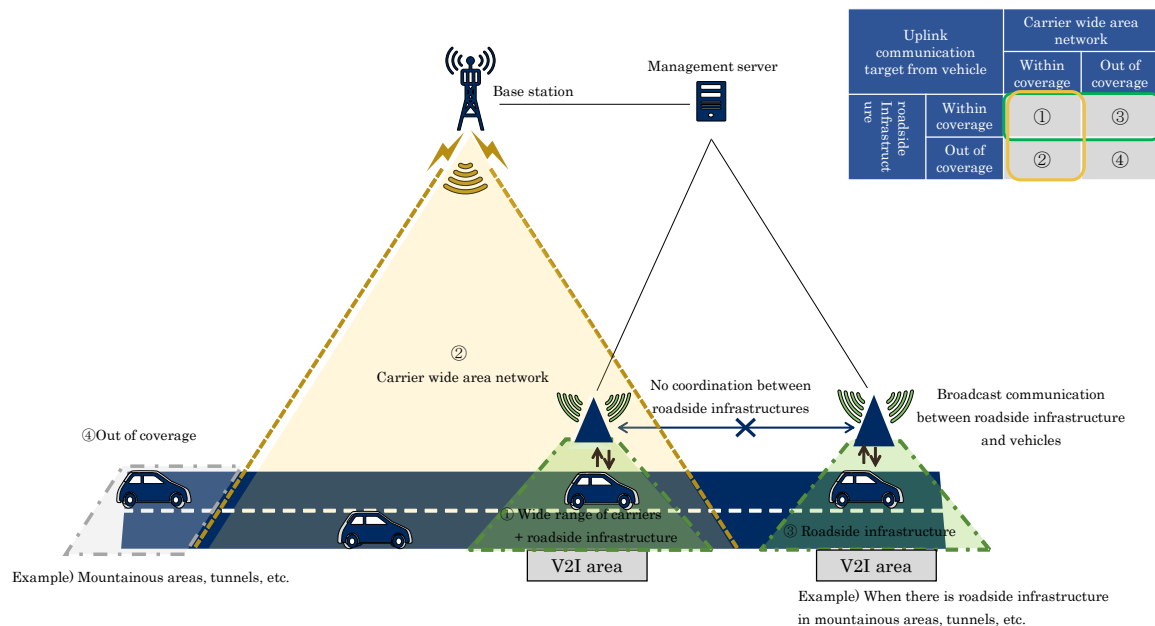 Uplink
communication
target from vehicle
Carrier wide area
network
Within
coverage
Out of
coverage
roadside
Infrastruct
ure
Within
coverage
①
③
Out of
coverage
②
④
Base station
Management server
②
Carrier wide area network
No coordination between
roadside infrastructures
Broadcast communication
between roadside infrastructure
and vehicles
④Out of coverage
① Wide range of carriers
+ roadside infrastructure
③ Roadside infrastructure
V2I area
V2I area
Example) Mountainous areas, tunnels, etc.
Example) When there is roadside infrastructure
in mountainous areas, tunnels, etc.